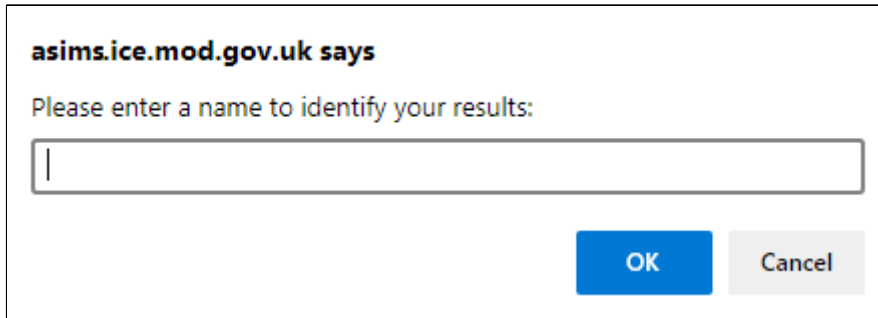 asims.ice.mod.gov.uk says
Please enter a name to identify your results:
OK Cancel